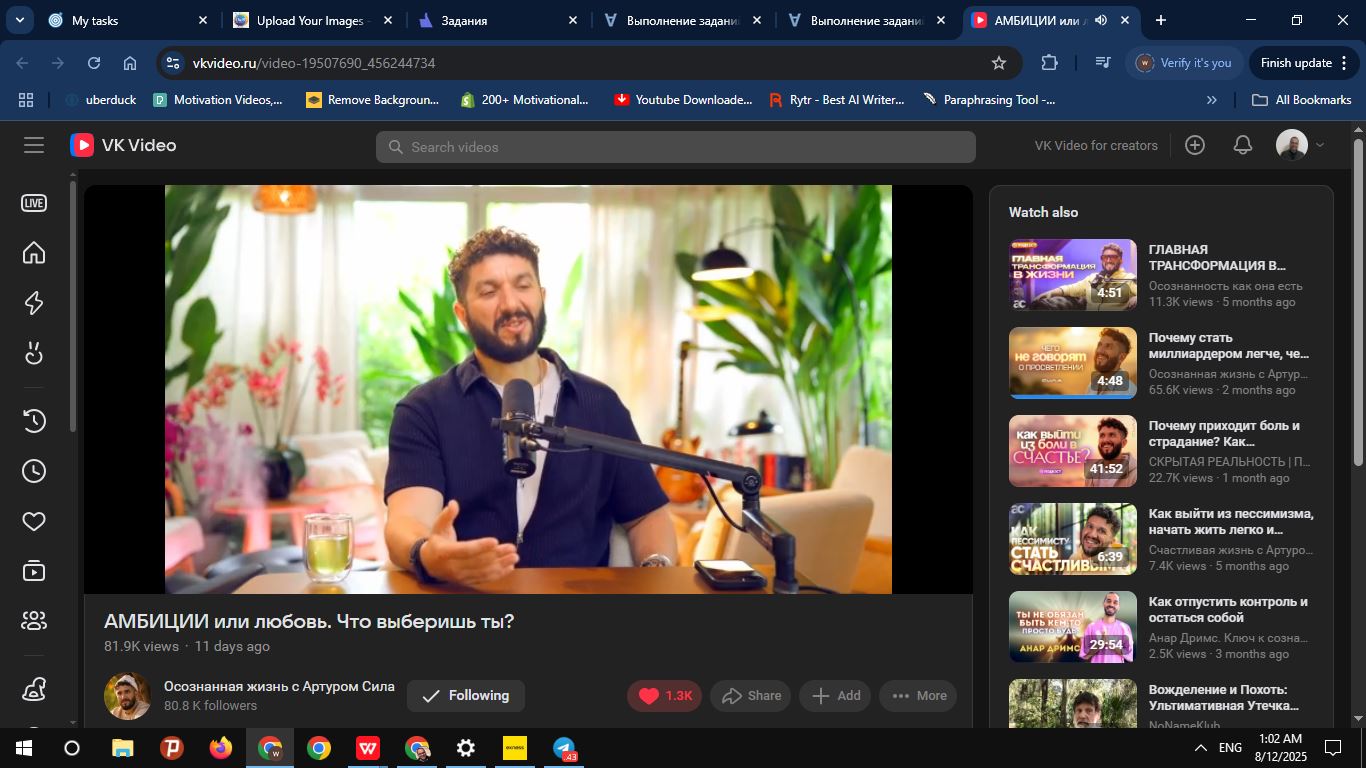 My tasks
Upload Your Images -
Задания
Выполнение задани
Выполнение задани
АМБИЦИИ или л
vkvideo.ru/video-19507690_456244734
Verify it's you
Finish update
uberduck
Motivation Videos,...
Remove Backgroun...
200+ Motivational...
Youtube Downloade...
Rytr - Best AI Writer...
Paraphrasing Tool -...
All Bookmarks
VK Video
Search videos
VK Video for creators
LIVE
Watch also
ГЛАВНАЯ ТРАНСФОРМАЦИЯ В ЖИЗНИ
4:51
ГЛАВНАЯ
ТРАНСФОРМАЦИЯ В...
Осознанность как она есть
11.3K views · 5 months ago
ЧЕГО
НЕ ГОВОРЯТ
О ПРОСВЕТЛЕНИИ
4:48
Почему стать
миллиардером легче, че...
Осознанная жизнь с Артур...
65.6K views · 2 months ago
КАК ВЫЙТИ
ИЗ БОЛИ В
СЧАСТЬЕ?
41:52
Почему приходит боль и
страдание? Как...
СКРЫТАЯ РЕАЛЬНОСТЬ | П...
22.7K views · 1 month ago
КАК
ПЕССИМИСТУ
СТАТЬ
СЧАСТЛИВЫМ
6:39
Как выйти из пессимизма,
начать жить легко и...
Счастливая жизнь с Артуро...
7.4K views · 5 months ago
ТЫ НЕ ОБЯЗАН
БЫТЬ КЕМ-ТО
ПРОСТО БУДЬ
АНАР ДРИМС
29:54
Как отпустить контроль и
остаться собой
Анар Дримс. Ключ к созна...
2.5K views · 3 months ago
Вожделение и Похоть:
Ультимативная Утечка...
NoNameKlub
АМБИЦИИ или любовь. Что выберишь ты?
81.9K views · 11 days ago
Осознанная жизнь с Артуром Сила
80.8 K followers
Following
1.3K
Share
Add
More
exness
43
ENG
1:02 AM
8/12/2025